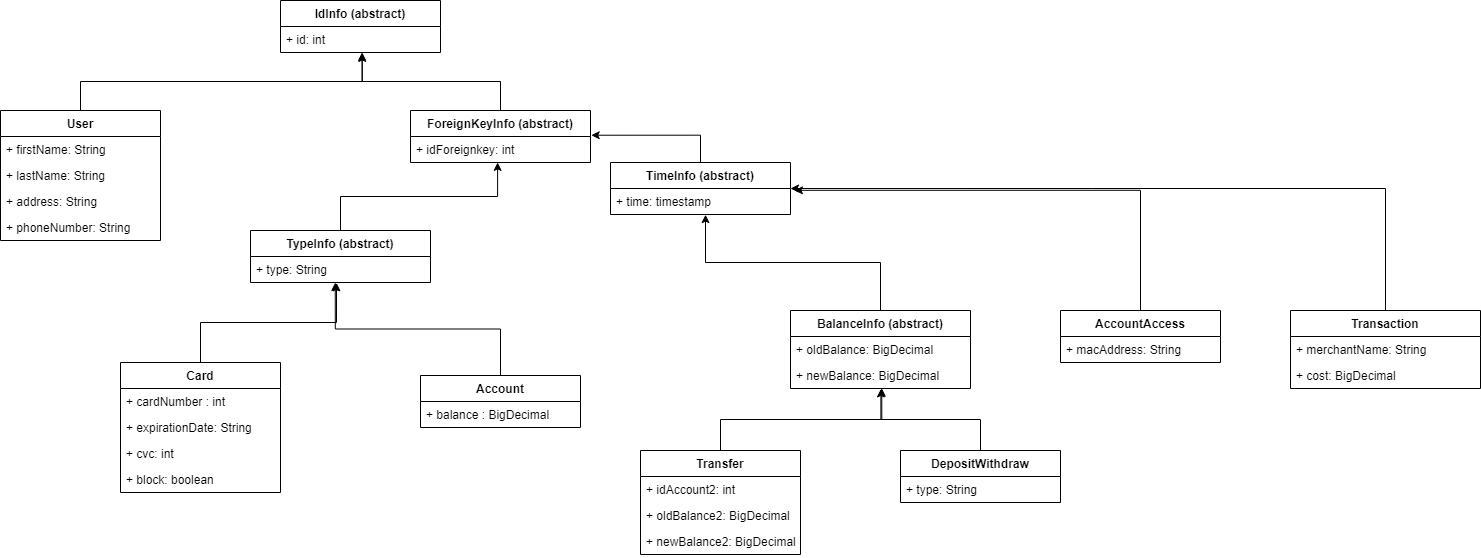 IdInfo (abstract)
+ id: int
User
+ firstName: String
+ lastName: String
+ address: String
+ phoneNumber: String
ForeignKeyInfo (abstract)
+ idForeignkey: int
TimeInfo (abstract)
+ time: timestamp
TypeInfo (abstract)
+ type: String
BalanceInfo (abstract)
+ oldBalance: BigDecimal
+ newBalance: BigDecimal
AccountAccess
+ macAddress: String
Transaction
+ merchantName: String
+ cost: BigDecimal
Card
+ cardNumber : int
+ expirationDate: String
+ cvc: int
+ block: boolean
Account
+ balance : BigDecimal
Transfer
+ idAccount2: int
+ oldBalance2: BigDecimal
+ newBalance2: BigDecimal
DepositWithdraw
+ type: String